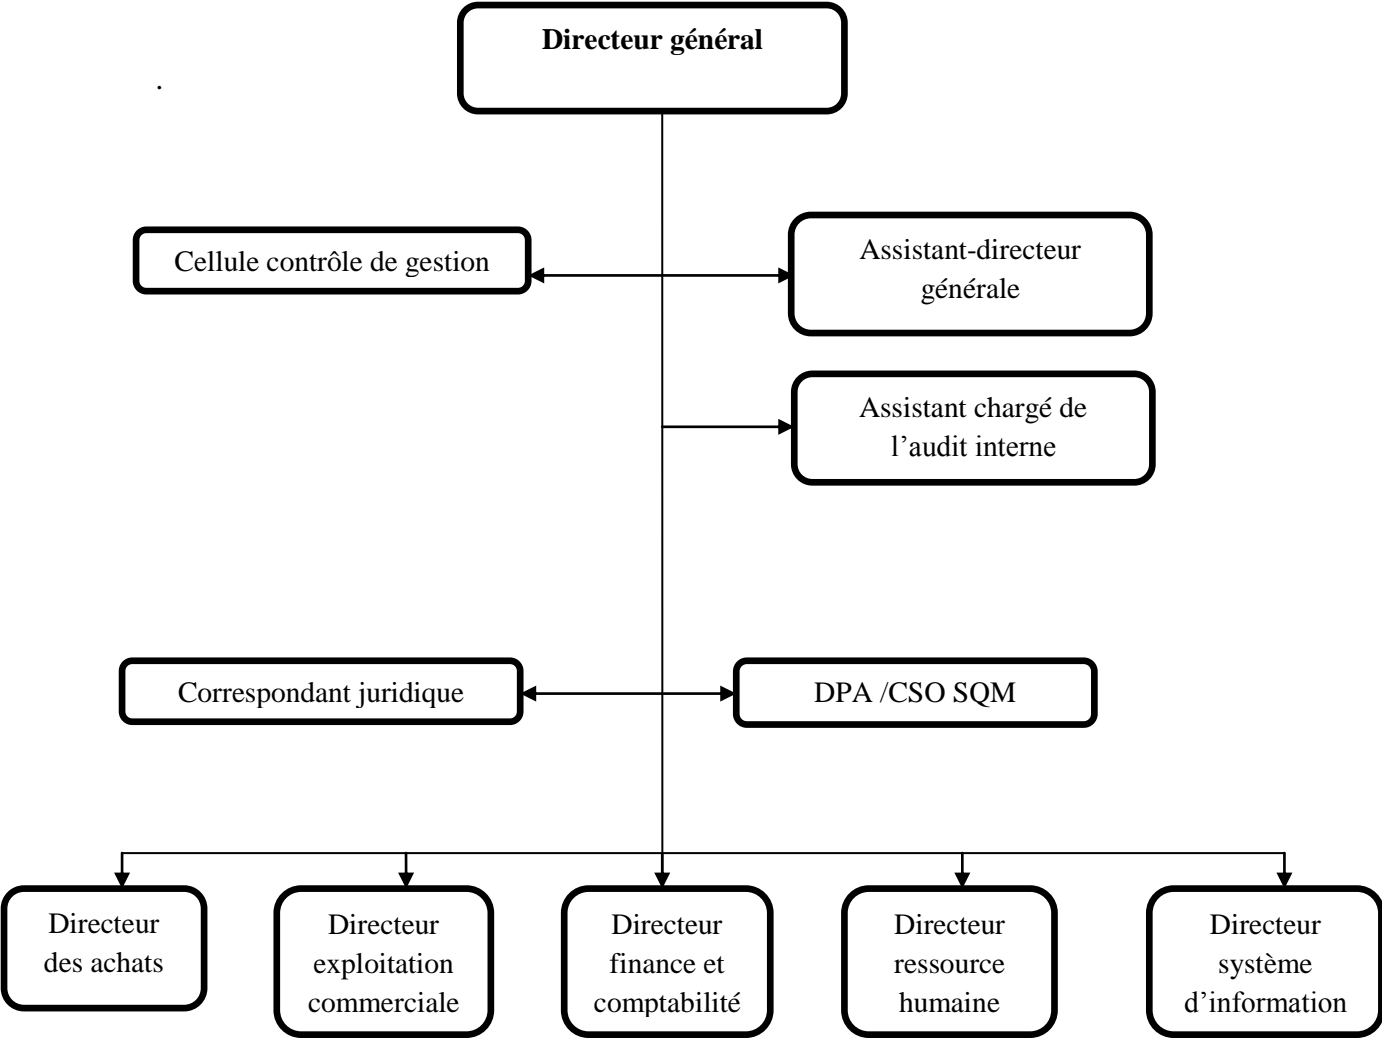 Directeur général
.
Cellule contrôle de gestion
Assistant-directeur
générale
Assistant chargé de
l’audit interne
Correspondant juridique
DPA /CSO SQM
Directeur
des achats
Directeur
exploitation
commerciale
Directeur
finance et
comptabilité
Directeur
ressource
humaine
Directeur
système
d’information